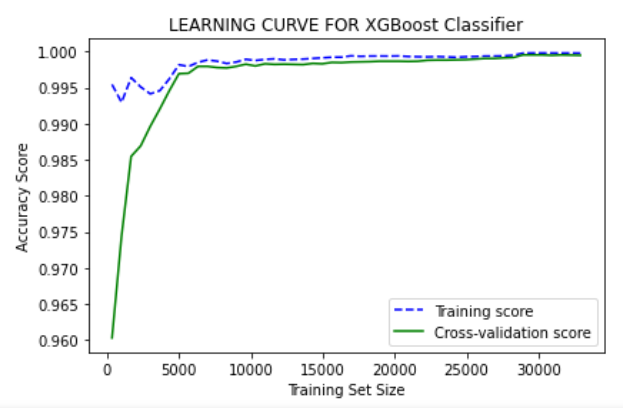 LEARNING CURVE FOR XGBoost Classifier
Accuracy Score
1.000
0.995
0.990
0.985
0.980
0.975
0.970
0.965
0.960
Training score
Cross-validation score
0 5000 10000 15000 20000 25000 30000
Training Set Size